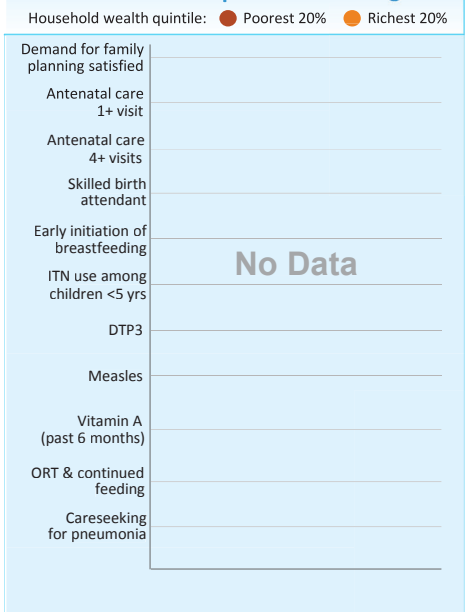 Household wealth quintile: Poorest 20% Richest 20%
Demand for family
planning satisfied
Antenatal care
1+ visit
Antenatal care
4+ visits
Skilled birth
attendant
Early initiation of
breastfeeding
No Data
ITN use among
children <5 yrs
DTP3
Measles
Vitamin A
(past 6 months)
ORT & continued
feeding
Careseeking
for pneumonia